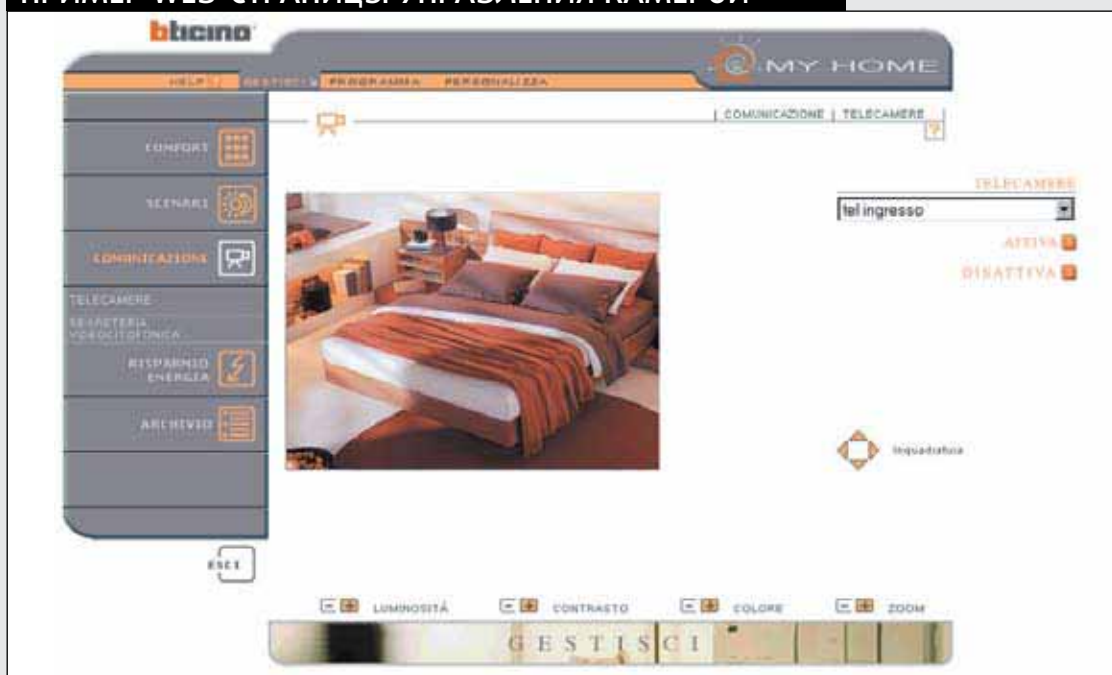 ПРИМЕР WEB-СТРАНИЦЫ УПРАВЛЕНИЯ КАМЕРОЙ
bticino
MY HOME
HELP GESTISCI PROGRAMMA PERSONALIZZA
| COMUNICAZIONE | TELECAMERE |
?
CONFORT
SCENARI
COMUNICAZIONE
TELECAMERE
SEGRETERIA
VIDEOCITOFONICA
RISPARMIO
ENERGIA
ARCHIVIO
ESCI
TELECAMERE
tel ingresso
ATTIVA
DISATTIVA
Inquadratura
- + LUMINOSITÁ - + CONTRASTO - + COLORE - + ZOOM
GESTISCI